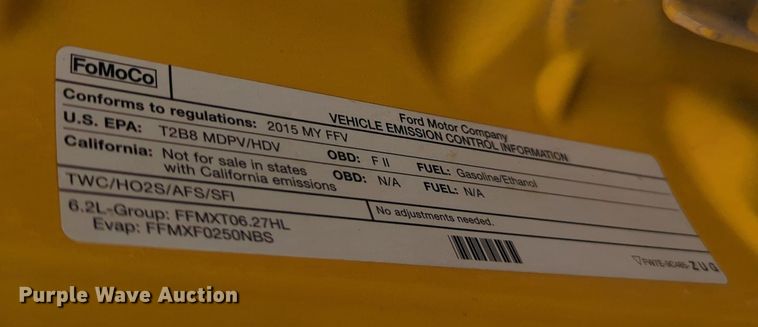 FoMoCo
Ford Motor Company
VEHICLE EMISSION CONTROL INFORMATION
Conforms to regulations: 2015 MY FFV
U.S. EPA: T2B8 MDPV/HDV OBD: F II FUEL: Gasoline/Ethanol
California: Not for sale in states with California emissions OBD: N/A FUEL: N/A
TWC/HO2S/AFS/SFI
No adjustments needed.
6.2L-Group: FFMXT06.27HL
Evap: FFMXF0250NBS
ZUG
Purple Wave Auction